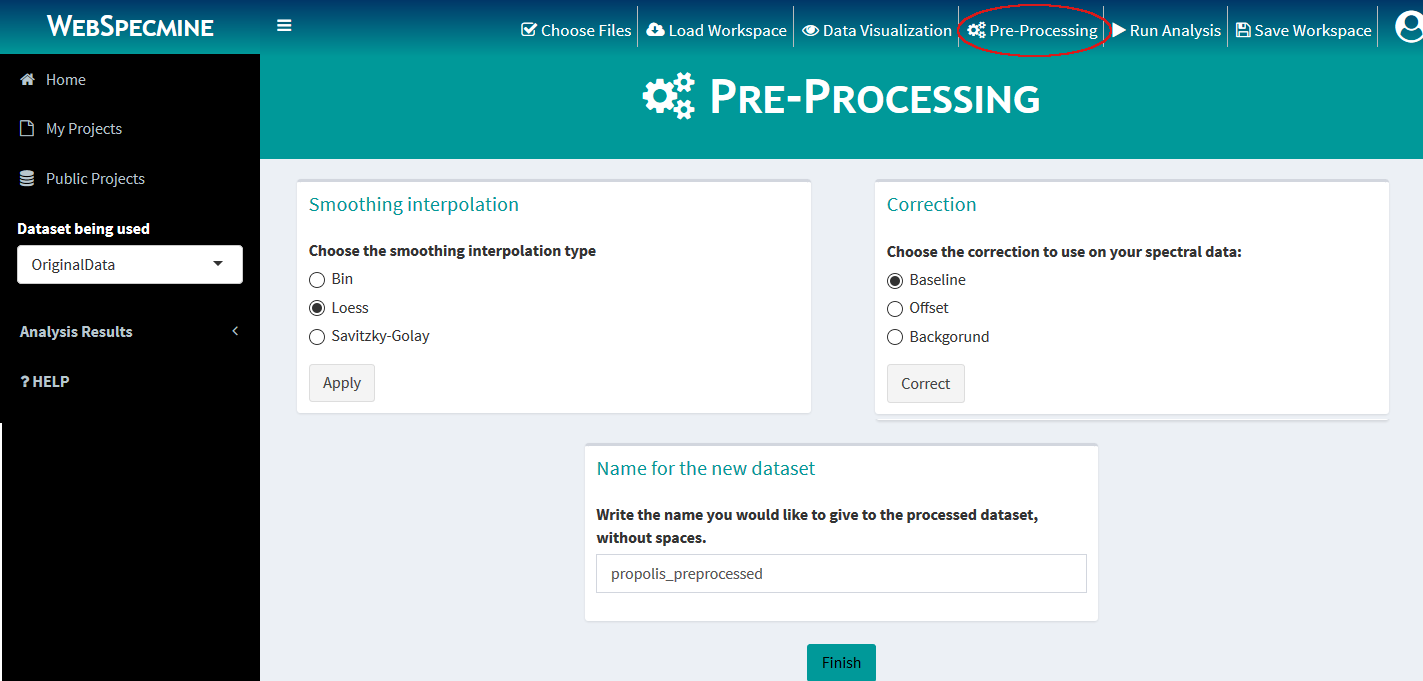 WebSpecmine
Choose Files
Load Workspace
Data Visualization
Pre-Processing
Run Analysis
Save Workspace
Home
My Projects
Public Projects
Dataset being used
OriginalData
Analysis Results
? HELP
Pre-Processing
Smoothing interpolation
Choose the smoothing interpolation type
Bin
Loess
Savitzky-Golay
Apply
Correction
Choose the correction to use on your spectral data:
Baseline
Offset
Backgorund
Correct
Name for the new dataset
Write the name you would like to give to the processed dataset,
without spaces.
propolis_preprocessed
Finish